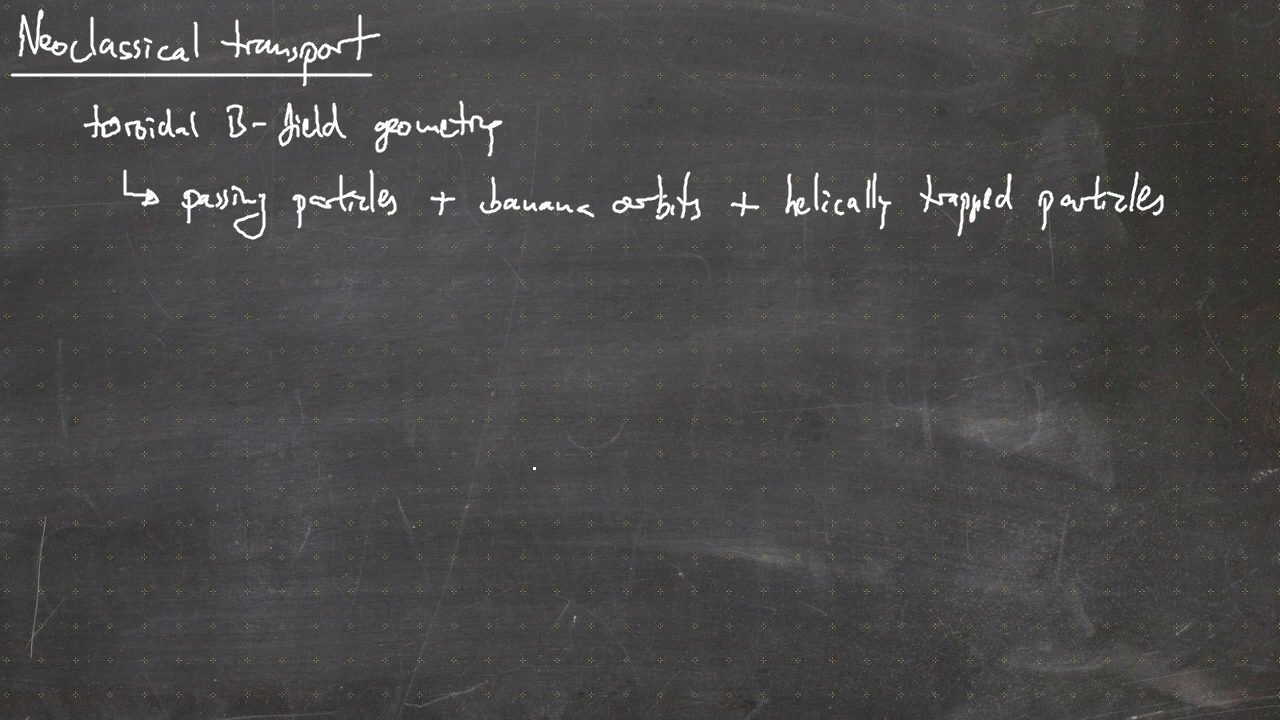 Neoclassical transport
toroidal B-field geometry
↳ passing particles + banana orbits + helically trapped particles